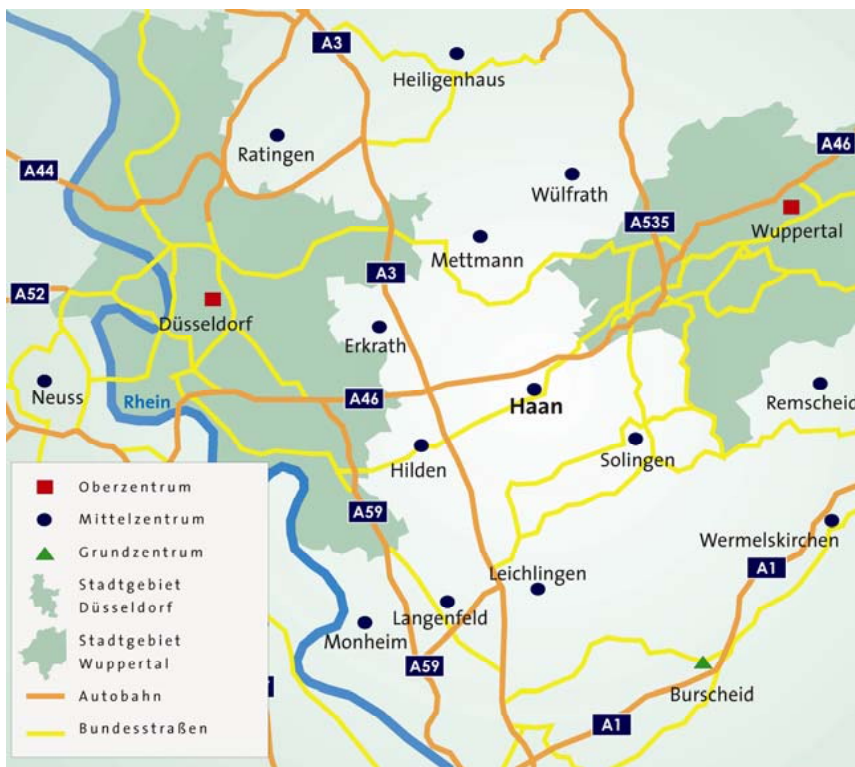 A3
Heiligenhaus
Ratingen
A44
A46
Wülfrath
A535
Wuppertal
Mettmann
A3
A52
Düsseldorf
Erkrath
Neuss
Rhein
A46
Haan
Remscheid
Hilden
Solingen
Oberzentrum
Mittelzentrum
A59
Wermelskirchen
Grundzentrum
A1
Leichlingen
Stadtgebiet
Düsseldorf
Langenfeld
Monheim
Stadtgebiet
Wuppertal
A59
Autobahn
Burscheid
Bundesstraßen
A1